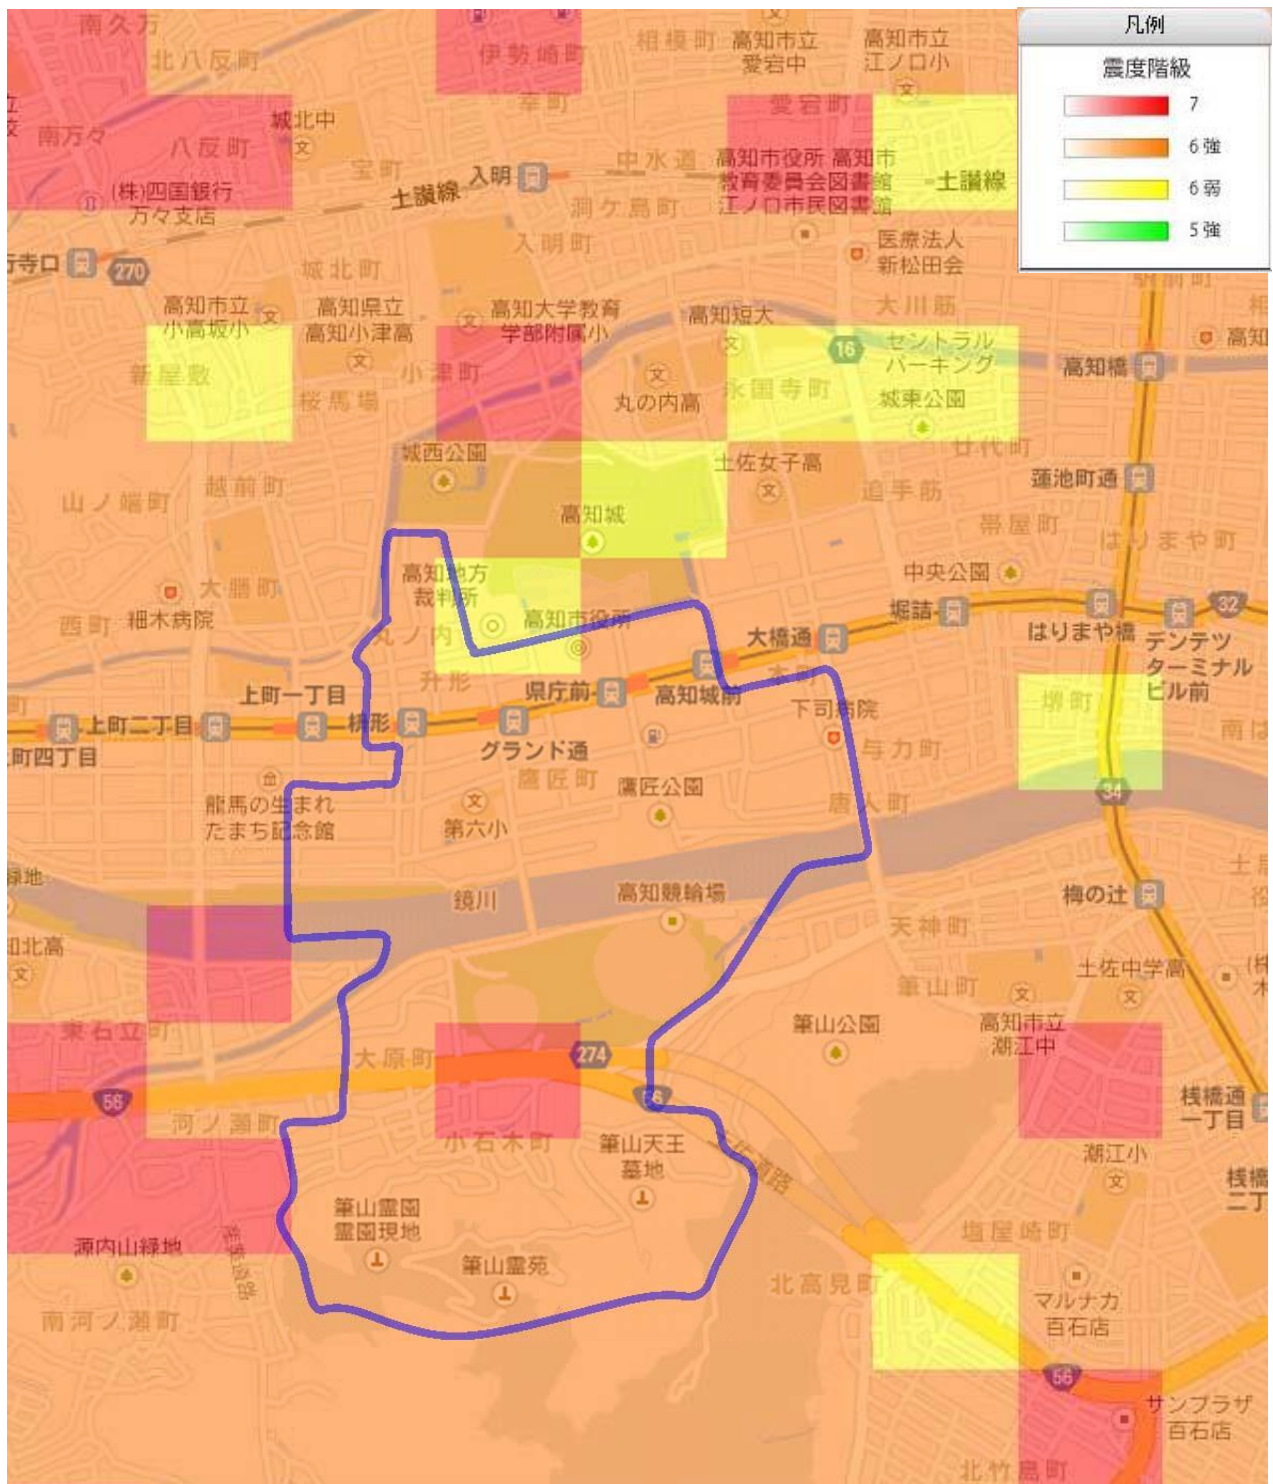 南久万
北八反町
伊勢崎町
相模町
高知市立
愛宕中
高知市立
江ノ口小
凡例
震度階級
7
6強
6弱
5強
幸町
愛宕町
城北中
南万々
八反町
宝町
中水道
高知市役所 高知市
教育委員会図書館
江ノ口市民図書館
土讃線
入明
土讃線
(株)四国銀行
万々支店
洞ケ島町
入明町
医療法人
新松田会
寺口
270
城北町
駅前町
高知市立
小高坂小
高知県立
高知小津高
高知大学教育
学部附属小
高知短大
大川筋
16
セントラル
パーキング
高知橋
高知
新屋敷
小津町
桜馬場
丸の内高
永国寺町
城東公園
城西公園
土佐女子高
廿代町
蓮池町通
山ノ端町
越前町
高知城
追手筋
帯屋町
はりまや町
高知地方
裁判所
大膳町
中央公園
西町
細木病院
丸ノ内
高知市役所
堀詰
32
はりまや橋
デンテツ
ターミナル
ビル前
大橋通
升形
県庁前
高知城前
本町
上町一丁目
上町二丁目
枡形
グランド通
下司病院
堺町
町四丁目
鷹匠町
鷹匠公園
与力町
34
龍馬の生まれ
たまち記念館
第六小
唐人町
緑地
鏡川
高知競輪場
梅の辻
天神町
知北高
土佐中学高
筆山町
東石立町
筆山公園
高知市立
潮江中
大原町
274
56
56
河ノ瀬町
小石木町
筆山天王
墓地
土佐道路
桟橋通
一丁目
潮江小
桟橋
二丁
筆山霊園
霊園現地
塩屋崎町
源内山緑地
筆山霊苑
北高見町
マルナカ
百石店
南河ノ瀬町
56
サンプラザ
百石店
北竹島町